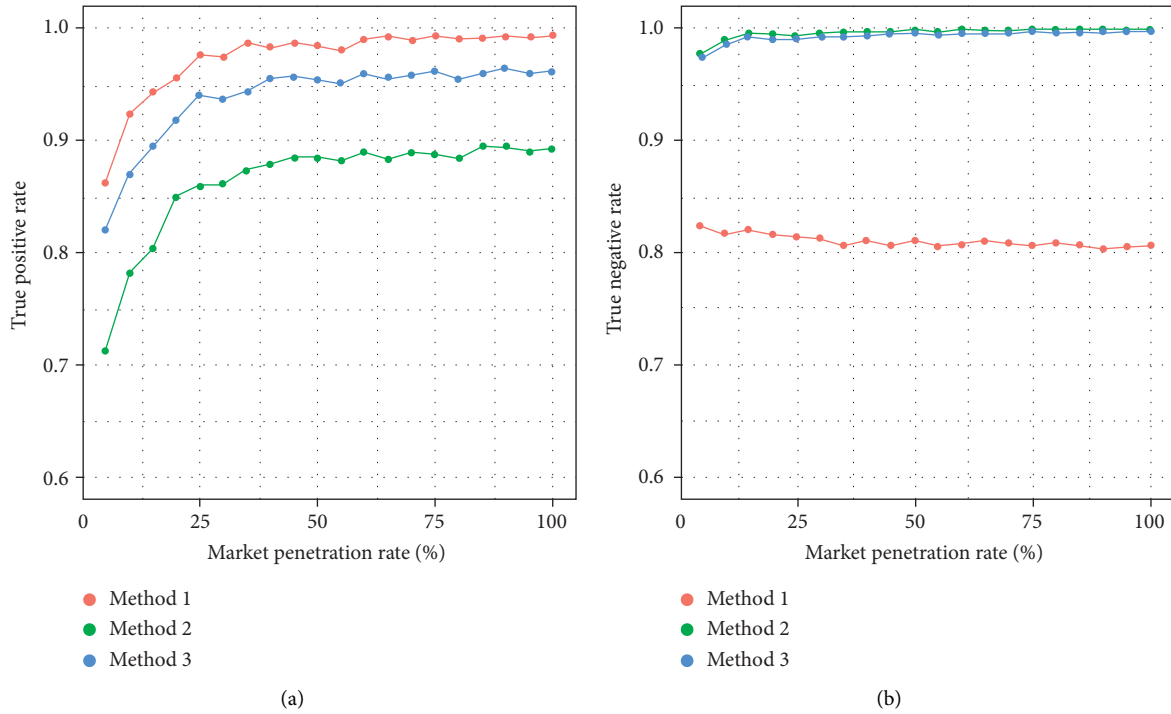 1.0
0.9
0.8
0.7
0.6
True positive rate
0 25 50 75 100
Market penetration rate (%)
Method 1
Method 2
Method 3
(a)
1.0
0.9
0.8
0.7
0.6
True negative rate
0 25 50 75 100
Market penetration rate (%)
Method 1
Method 2
Method 3
(b)